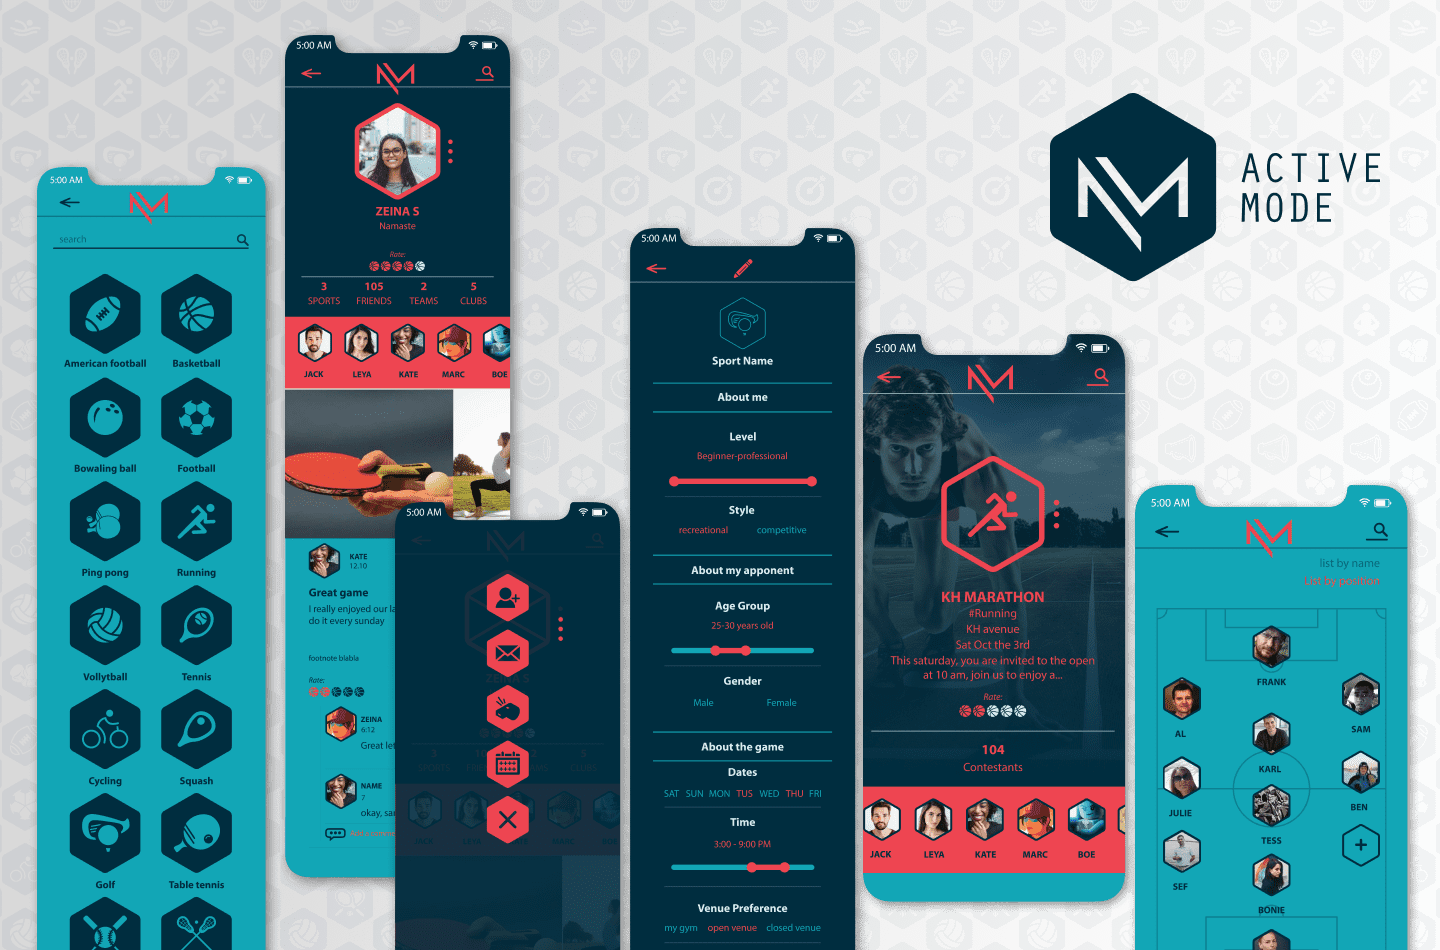 5:00 AM
search
American football
Basketball
Bowaling ball
Football
Ping pong
Running
Vollytball
Tennis
Cycling
Squash
Golf
Table tennis
5:00 AM
ZEINA S
Namaste
Rate:
3
105
2
5
SPORTS
FRIENDS
TEAMS
CLUBS
JACK
LEYA
KATE
MARC
BOE
KATE
12.10
Great game
I really enjoyed our la
do it every sunday
footnote blabla
Rate:
ZEINA
6:12
Great let
NAME
7
okay, sa
5:00 AM
5:00 AM
Sport Name
About me
Level
Beginner-professional
Style
recreational
competitive
About my apponent
Age Group
25-30 years old
Gender
Male
Female
About the game
Dates
SAT SUN MON TUS WED THU FRI
Time
3:00 - 9:00 PM
Venue Preference
my gym
open venue
closed venue
5:00 AM
KH MARATHON
#Running
KH avenue
Sat Oct the 3rd
This saturday, you are invited to the open
at 10 am, join us to enjoy a...
Rate:
104
Contestants
JACK
LEYA
KATE
MARC
BOE
ACTIVE
MODE
5:00 AM
list by name
list by position
FRANK
AL
SAM
KARL
JULIE
BEN
TESS
SEF
BONIE